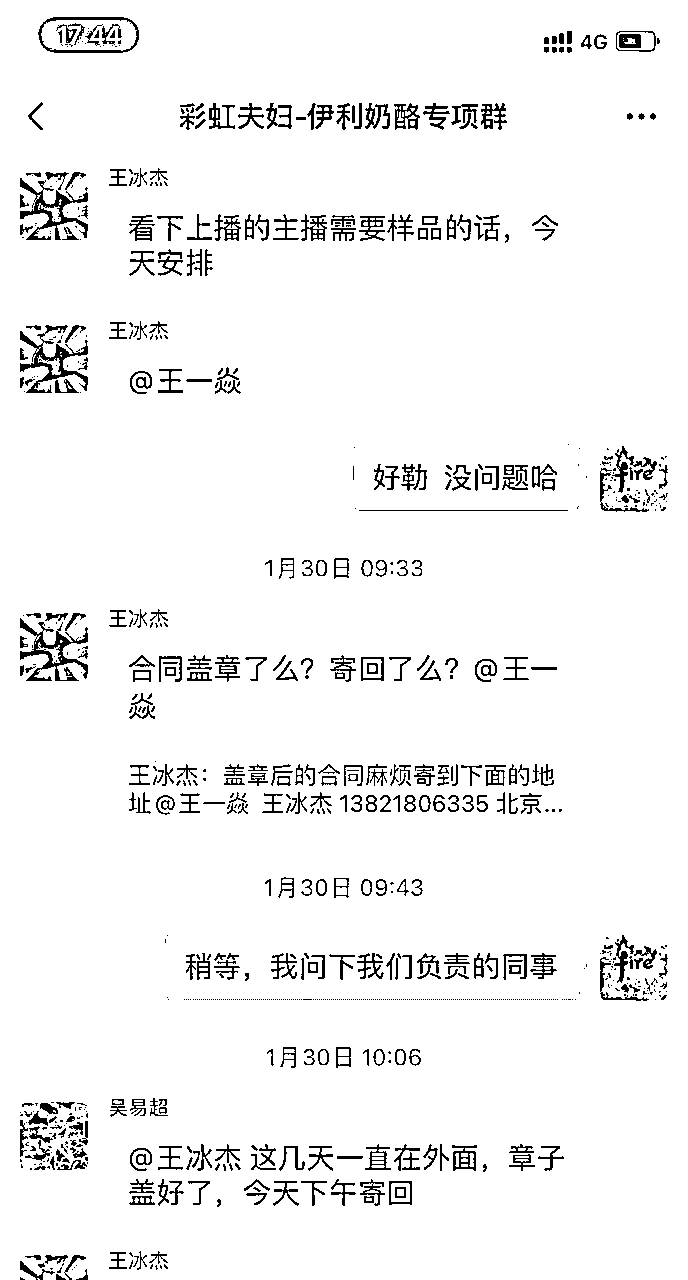 17:44
4G
彩虹夫妇-伊利奶酪专项群
王冰杰
看下上播的主播需要样品的话，今
天安排
王冰杰
@王一焱
好勒 没问题哈
fire
1月30日 09:33
王冰杰
合同盖章了么？寄回了么？@王一
焱
王冰杰：盖章后的合同麻烦寄到下面的地
址@王一焱 王冰杰 13821806335 北京...
1月30日 09:43
稍等，我问下我们负责的同事
fire
1月30日 10:06
吴易超
@王冰杰 这几天一直在外面，章子
盖好了，今天下午寄回
王冰杰